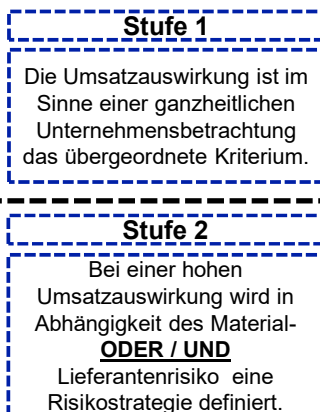 Stufe 1
Die Umsatzauswirkung ist im
Sinne einer ganzheitlichen
Unternehmensbetrachtung
das übergeordnete Kriterium.
Stufe 2
Bei einer hohen
Umsatzauswirkung wird in
Abhängigkeit des Material-
ODER / UND
Lieferantenrisiko eine
Risikostrategie definiert.